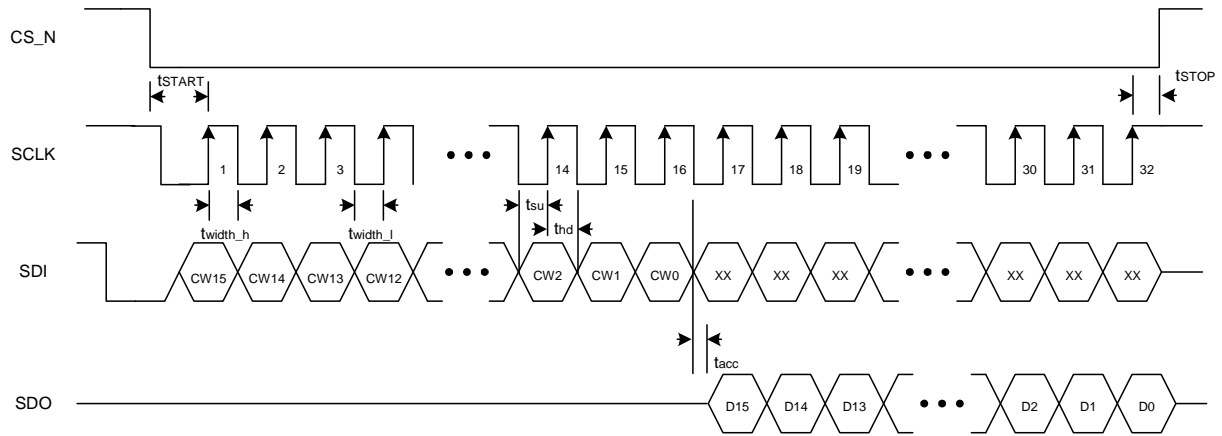 CS_N
tSTART
tSTOP
SCLK
1 2 3 ••• 14 15 16 17 18 19 ••• 30 31 32
tsu
thd
twidth_h twidth_l
SDI
CW15 CW14 CW13 CW12 ••• CW2 CW1 CW0 XX XX XX ••• XX XX XX
tacc
SDO
D15 D14 D13 ••• D2 D1 D0